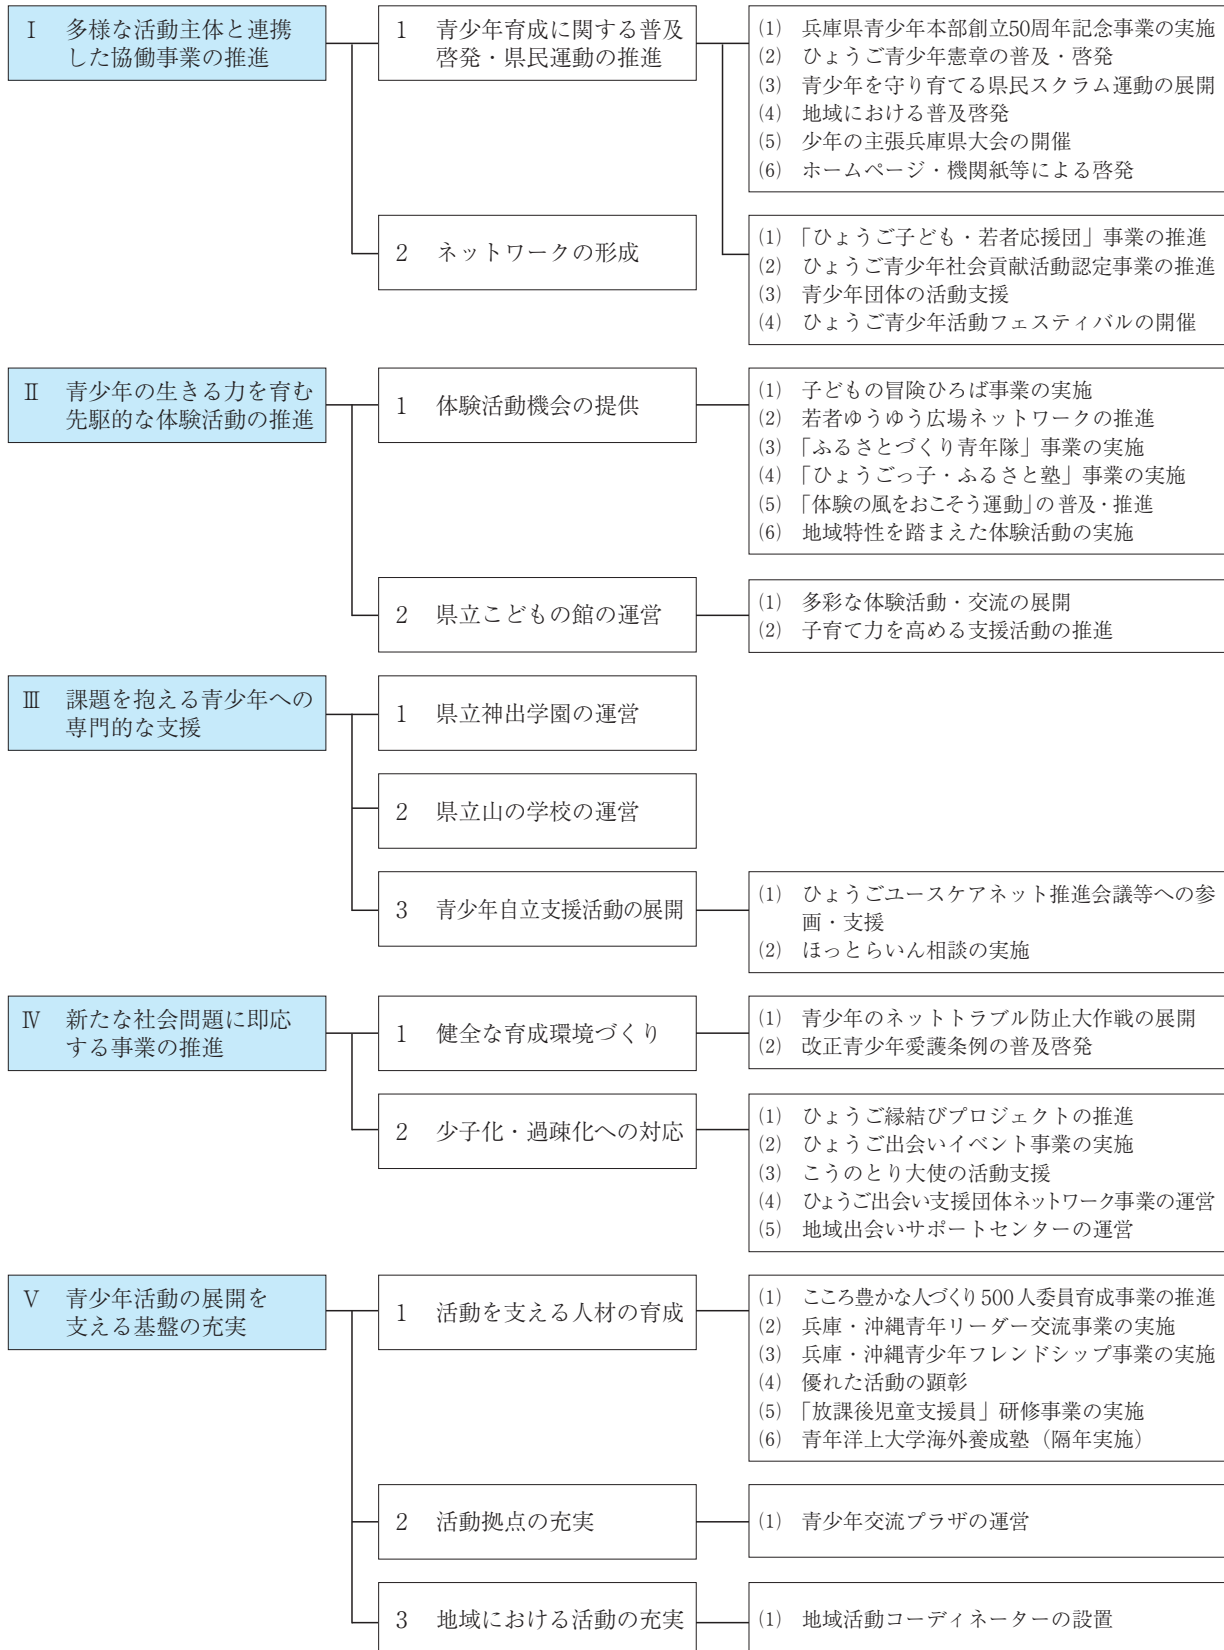 Ⅰ 多様な活動主体と連携
した協働事業の推進
1 青少年育成に関する普及
啓発・県民運動の推進
(1) 兵庫県青少年本部創立50周年記念事業の実施
(2) ひょうご青少年憲章の普及・啓発
(3) 青少年を守り育てる県民スクラム運動の展開
(4) 地域における普及啓発
(5) 少年の主張兵庫県大会の開催
(6) ホームページ・機関紙等による啓発
2 ネットワークの形成
(1) 「ひょうご子ども・若者応援団」事業の推進
(2) ひょうご青少年社会貢献活動認定事業の推進
(3) 青少年団体の活動支援
(4) ひょうご青少年活動フェスティバルの開催
Ⅱ 青少年の生きる力を育む
先駆的な体験活動の推進
1 体験活動機会の提供
(1) 子どもの冒険ひろば事業の実施
(2) 若者ゆうゆう広場ネットワークの推進
(3) 「ふるさとづくり青年隊」事業の実施
(4) 「ひょうごっ子・ふるさと塾」事業の実施
(5) 「体験の風をおこそう運動」の普及・推進
(6) 地域特性を踏まえた体験活動の実施
2 県立こどもの館の運営
(1) 多彩な体験活動・交流の展開
(2) 子育て力を高める支援活動の推進
Ⅲ 課題を抱える青少年への
専門的な支援
1 県立神出学園の運営
2 県立山の学校の運営
3 青少年自立支援活動の展開
(1) ひょうごユースケアネット推進会議等への参
画・支援
(2) ほっとらいん相談の実施
Ⅳ 新たな社会問題に即応
する事業の推進
1 健全な育成環境づくり
(1) 青少年のネットトラブル防止大作戦の展開
(2) 改正青少年愛護条例の普及啓発
2 少子化・過疎化への対応
(1) ひょうご縁結びプロジェクトの推進
(2) ひょうご出会いイベント事業の実施
(3) こうのとり大使の活動支援
(4) ひょうご出会い支援団体ネットワーク事業の運営
(5) 地域出会いサポートセンターの運営
Ⅴ 青少年活動の展開を
支える基盤の充実
1 活動を支える人材の育成
(1) こころ豊かな人づくり500人委員育成事業の推進
(2) 兵庫・沖縄青年リーダー交流事業の実施
(3) 兵庫・沖縄青少年フレンドシップ事業の実施
(4) 優れた活動の顕彰
(5) 「放課後児童支援員」研修事業の実施
(6) 青年洋上大学海外養成塾（隔年実施）
2 活動拠点の充実
(1) 青少年交流プラザの運営
3 地域における活動の充実
(1) 地域活動コーディネーターの設置